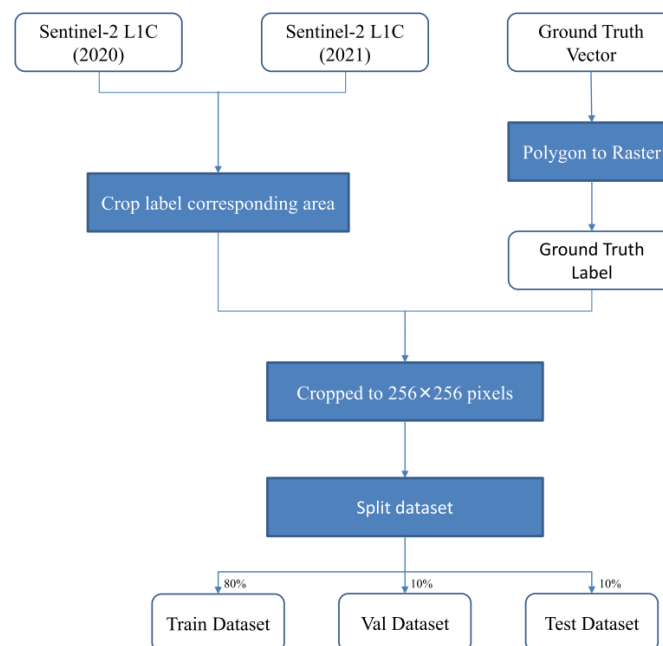 Sentinel-2 L1C
(2020)
Sentinel-2 L1C
(2021)
Ground Truth
Vector
Polygon to Raster
Crop label corresponding area
Ground Truth
Label
Cropped to 256×256 pixels
Split dataset
80%
10%
10%
Train Dataset
Val Dataset
Test Dataset